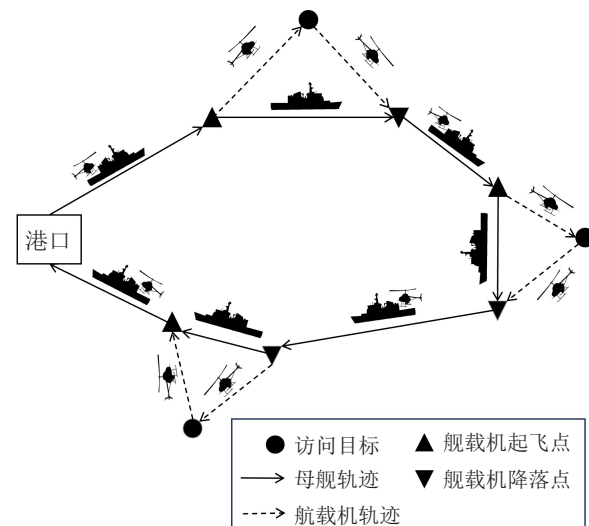 港口
访问目标
舰载机起飞点
母舰轨迹
舰载机降落点
航载机轨迹